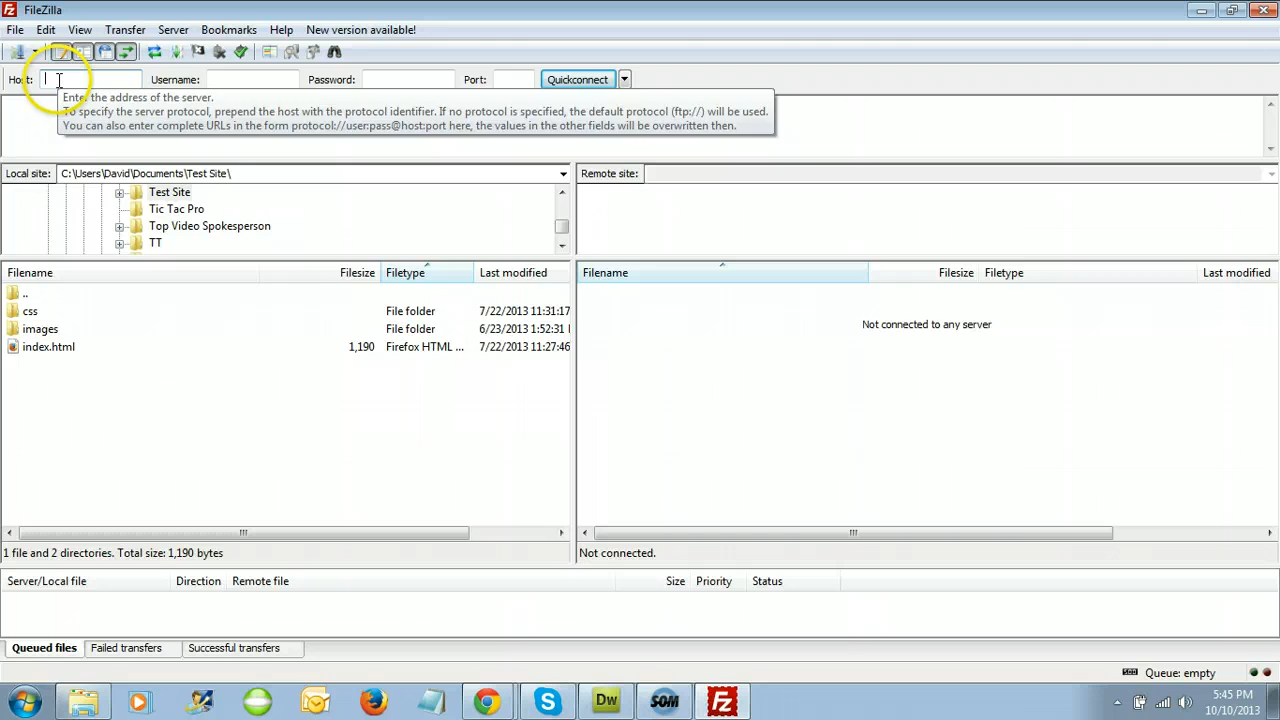 FileZilla
File Edit View Transfer Server Bookmarks Help New version available!
Host: Username: Password: Port: Quickconnect
Enter the address of the server.
To specify the server protocol, prepend the host with the protocol identifier. If no protocol is specified, the default protocol (ftp://) will be used.
You can also enter complete URLs in the form protocol://user:pass@host:port here, the values in the other fields will be overwritten then.
Local site: C:\Users\David\Documents\Test Site\ Remote site:
Test Site
Tic Tac Pro
Top Video Spokesperson
TT
Filename Filesize Filetype Last modified Filename Filesize Filetype Last modified
..
css File folder 7/22/2013 11:31:17
images File folder 6/23/2013 1:52:31
index.html 1,190 Firefox HTML ... 7/22/2013 11:27:46
Not connected to any server
1 file and 2 directories. Total size: 1,190 bytes Not connected.
Server/Local file Direction Remote file Size Priority Status
Queued files Failed transfers Successful transfers
Queue: empty
Dw SOM Fz
5:45 PM
10/10/2013